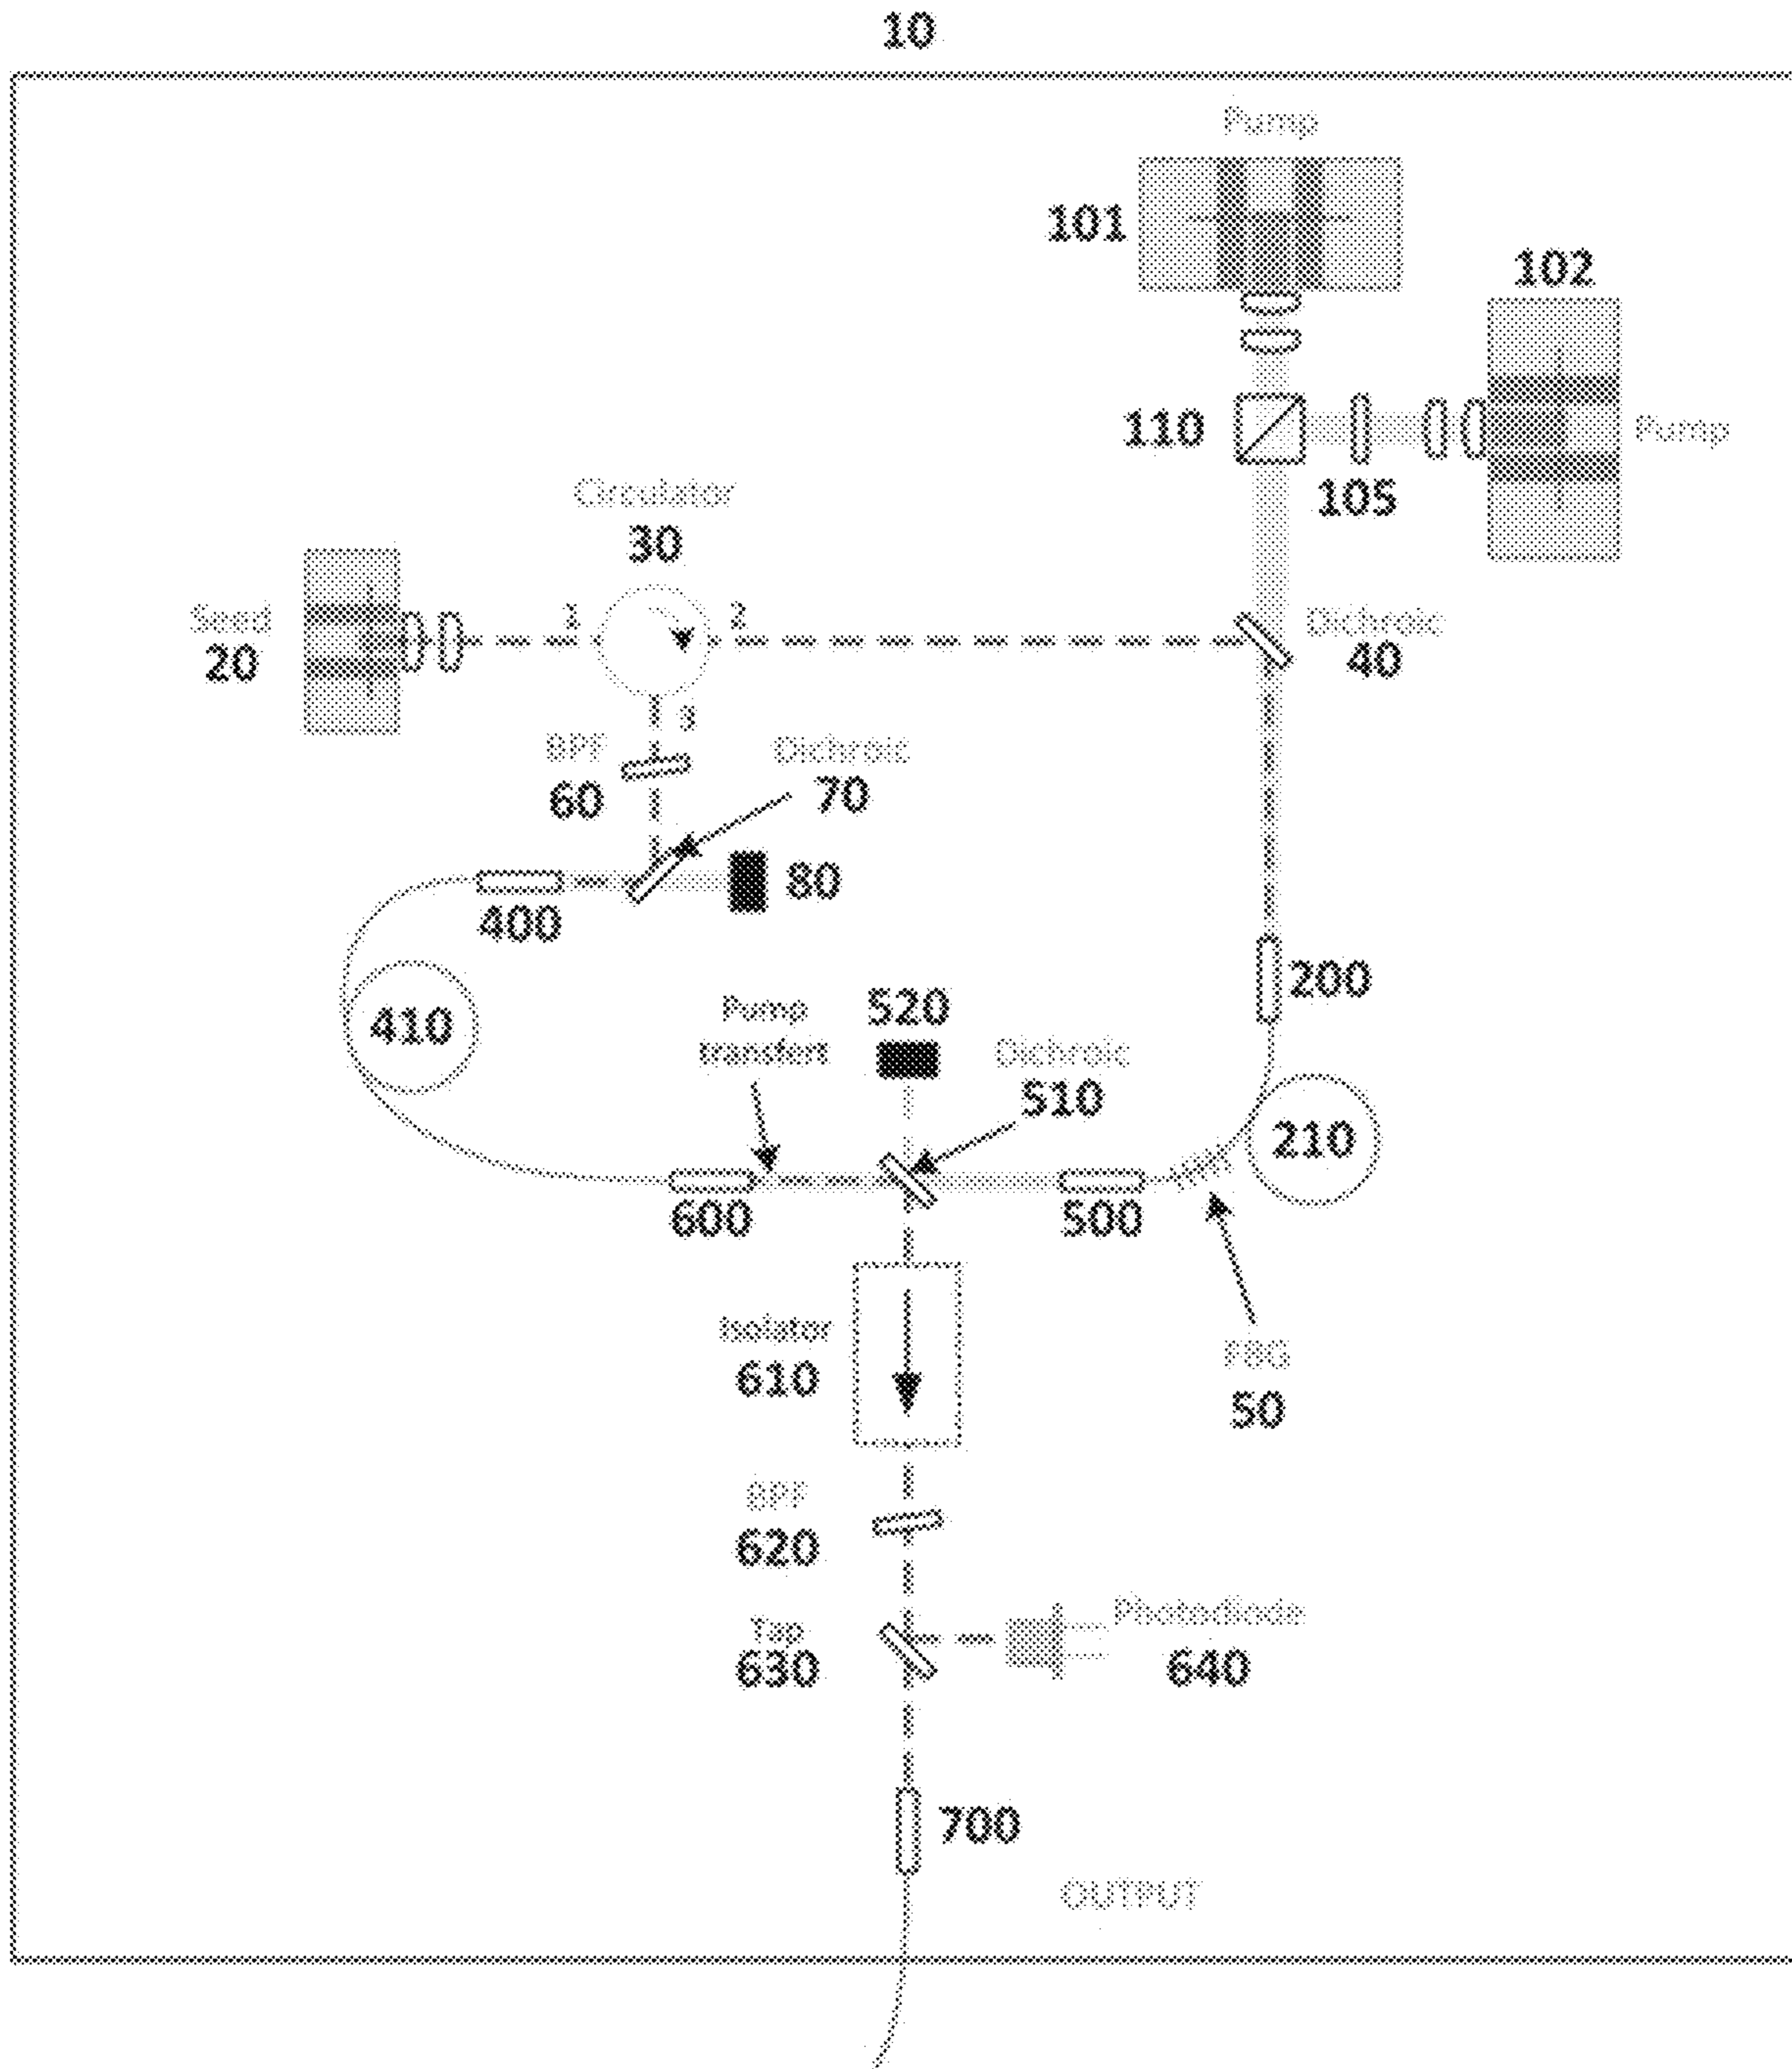 10
Pump
101
102
110
Pump
105
Circulator
30
Seed
20
1
2
Dichroic
40
3
BPF
60
Dichroic
70
80
400
200
410
Pump
transfert
520
Dichroic
510
210
600
500
Isolator
610
FBG
50
BPF
620
Tap
630
Photodiode
640
700
OUTPUT